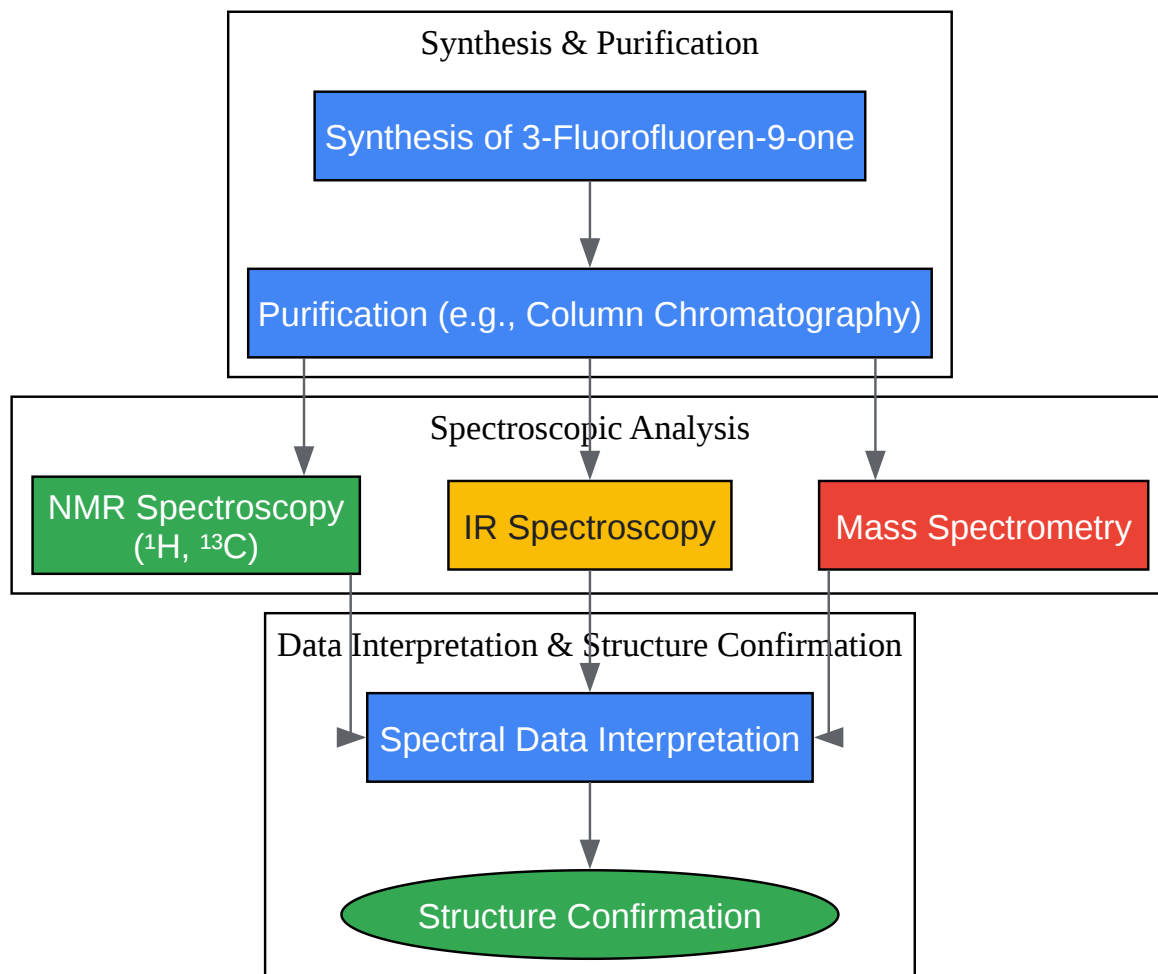 Synthesis & Purification
Synthesis of 3-Fluorofluoren-9-one
Purification (e.g., Column Chromatography)
Spectroscopic Analysis
NMR Spectroscopy
(¹H, ¹³C)
IR Spectroscopy
Mass Spectrometry
Data Interpretation & Structure Confirmation
Spectral Data Interpretation
Structure Confirmation